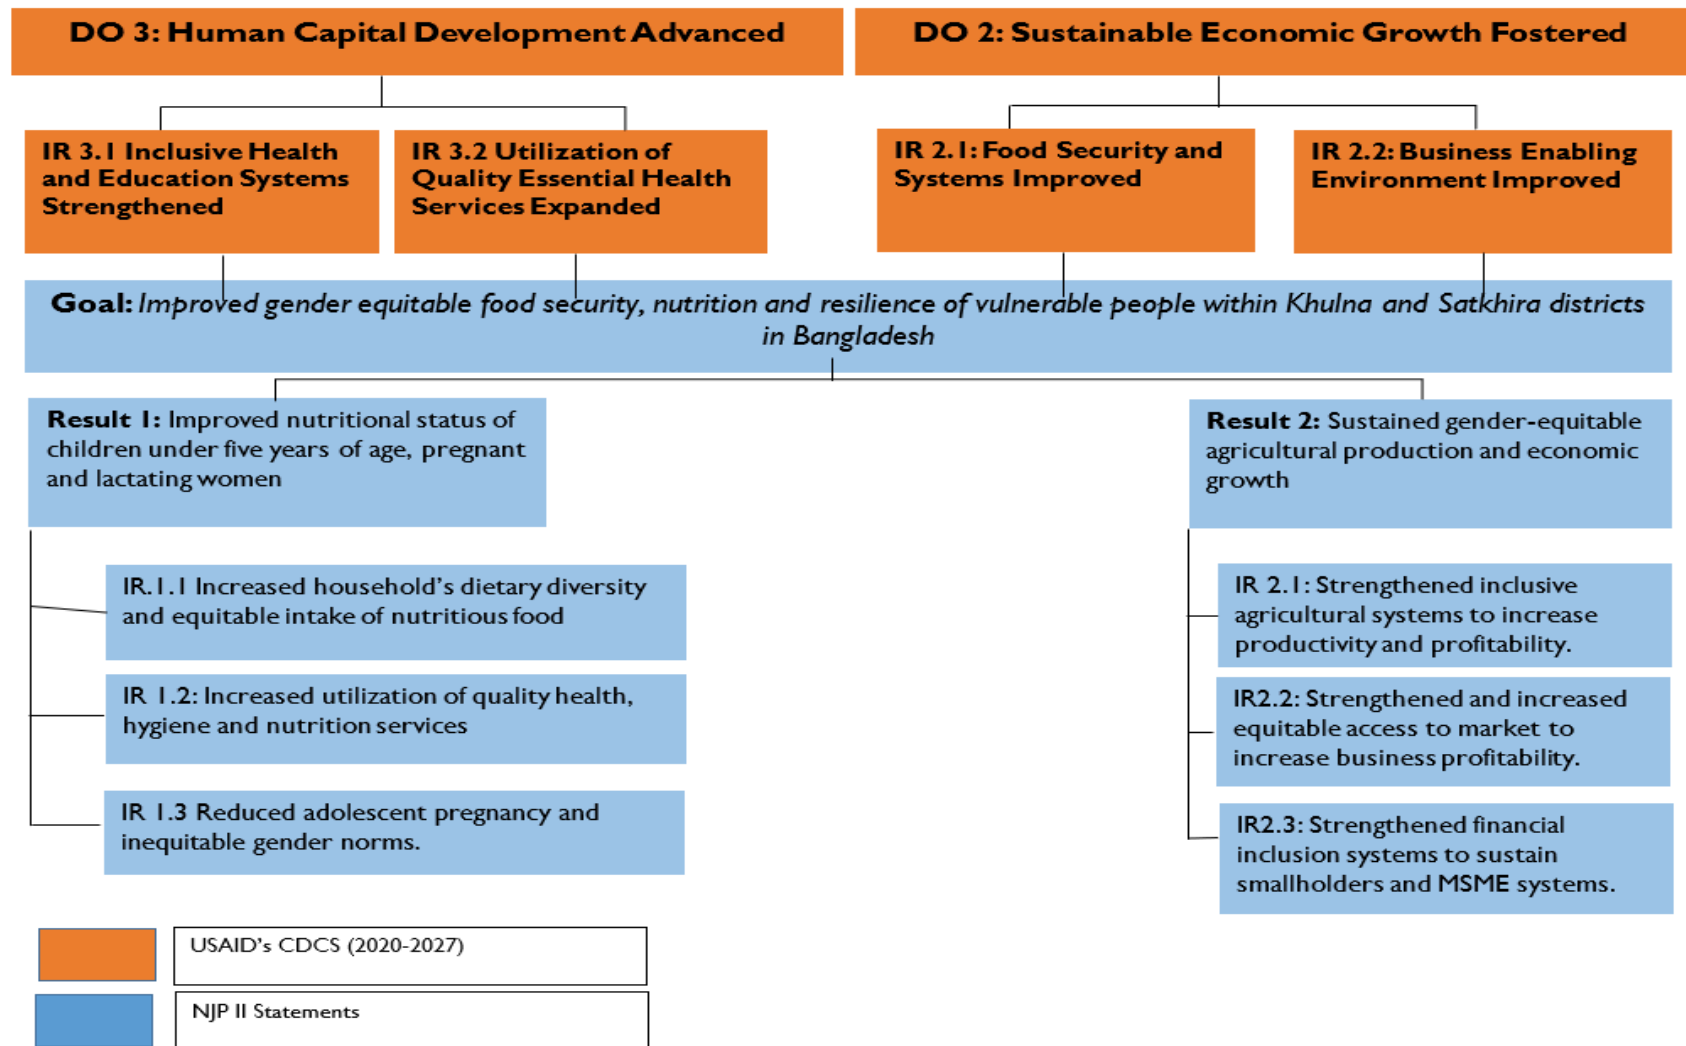 DO 3: Human Capital Development Advanced
DO 2: Sustainable Economic Growth Fostered
IR 3.1 Inclusive Health
and Education Systems
Strengthened
IR 3.2 Utilization of
Quality Essential Health
Services Expanded
IR 2.1: Food Security and
Systems Improved
IR 2.2: Business Enabling
Environment Improved
Goal: Improved gender equitable food security, nutrition and resilience of vulnerable people within Khulna and Satkhira districts
in Bangladesh
Result 1: Improved nutritional status of
children under five years of age, pregnant
and lactating women
Result 2: Sustained gender-equitable
agricultural production and economic
growth
IR.1.1 Increased household’s dietary diversity
and equitable intake of nutritious food
IR 1.2: Increased utilization of quality health,
hygiene and nutrition services
IR 1.3 Reduced adolescent pregnancy and
inequitable gender norms.
IR 2.1: Strengthened inclusive
agricultural systems to increase
productivity and profitability.
IR2.2: Strengthened and increased
equitable access to market to
increase business profitability.
IR2.3: Strengthened financial
inclusion systems to sustain
smallholders and MSME systems.
USAID’s CDCS (2020-2027)
NJP II Statements